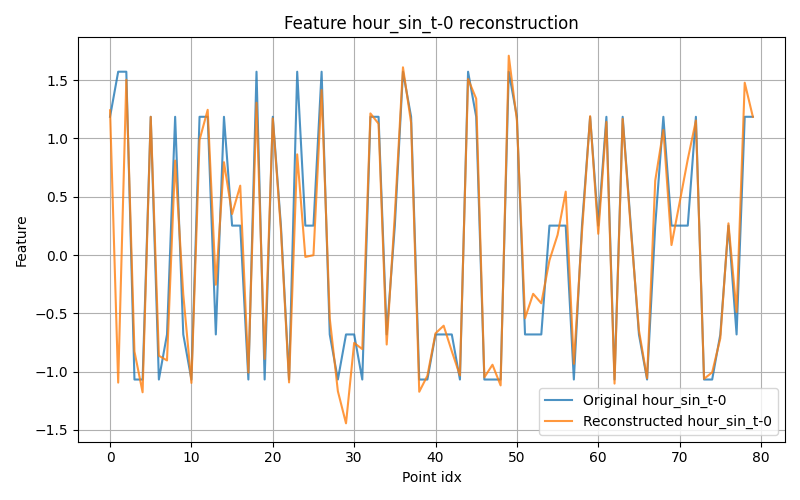 Feature hour_sin_t-0 reconstruction
Feature
1.5
1.0
0.5
0.0
−0.5
−1.0
−1.5
0 10 20 30 40 50 60 70 80
Point idx
Original hour_sin_t-0
Reconstructed hour_sin_t-0